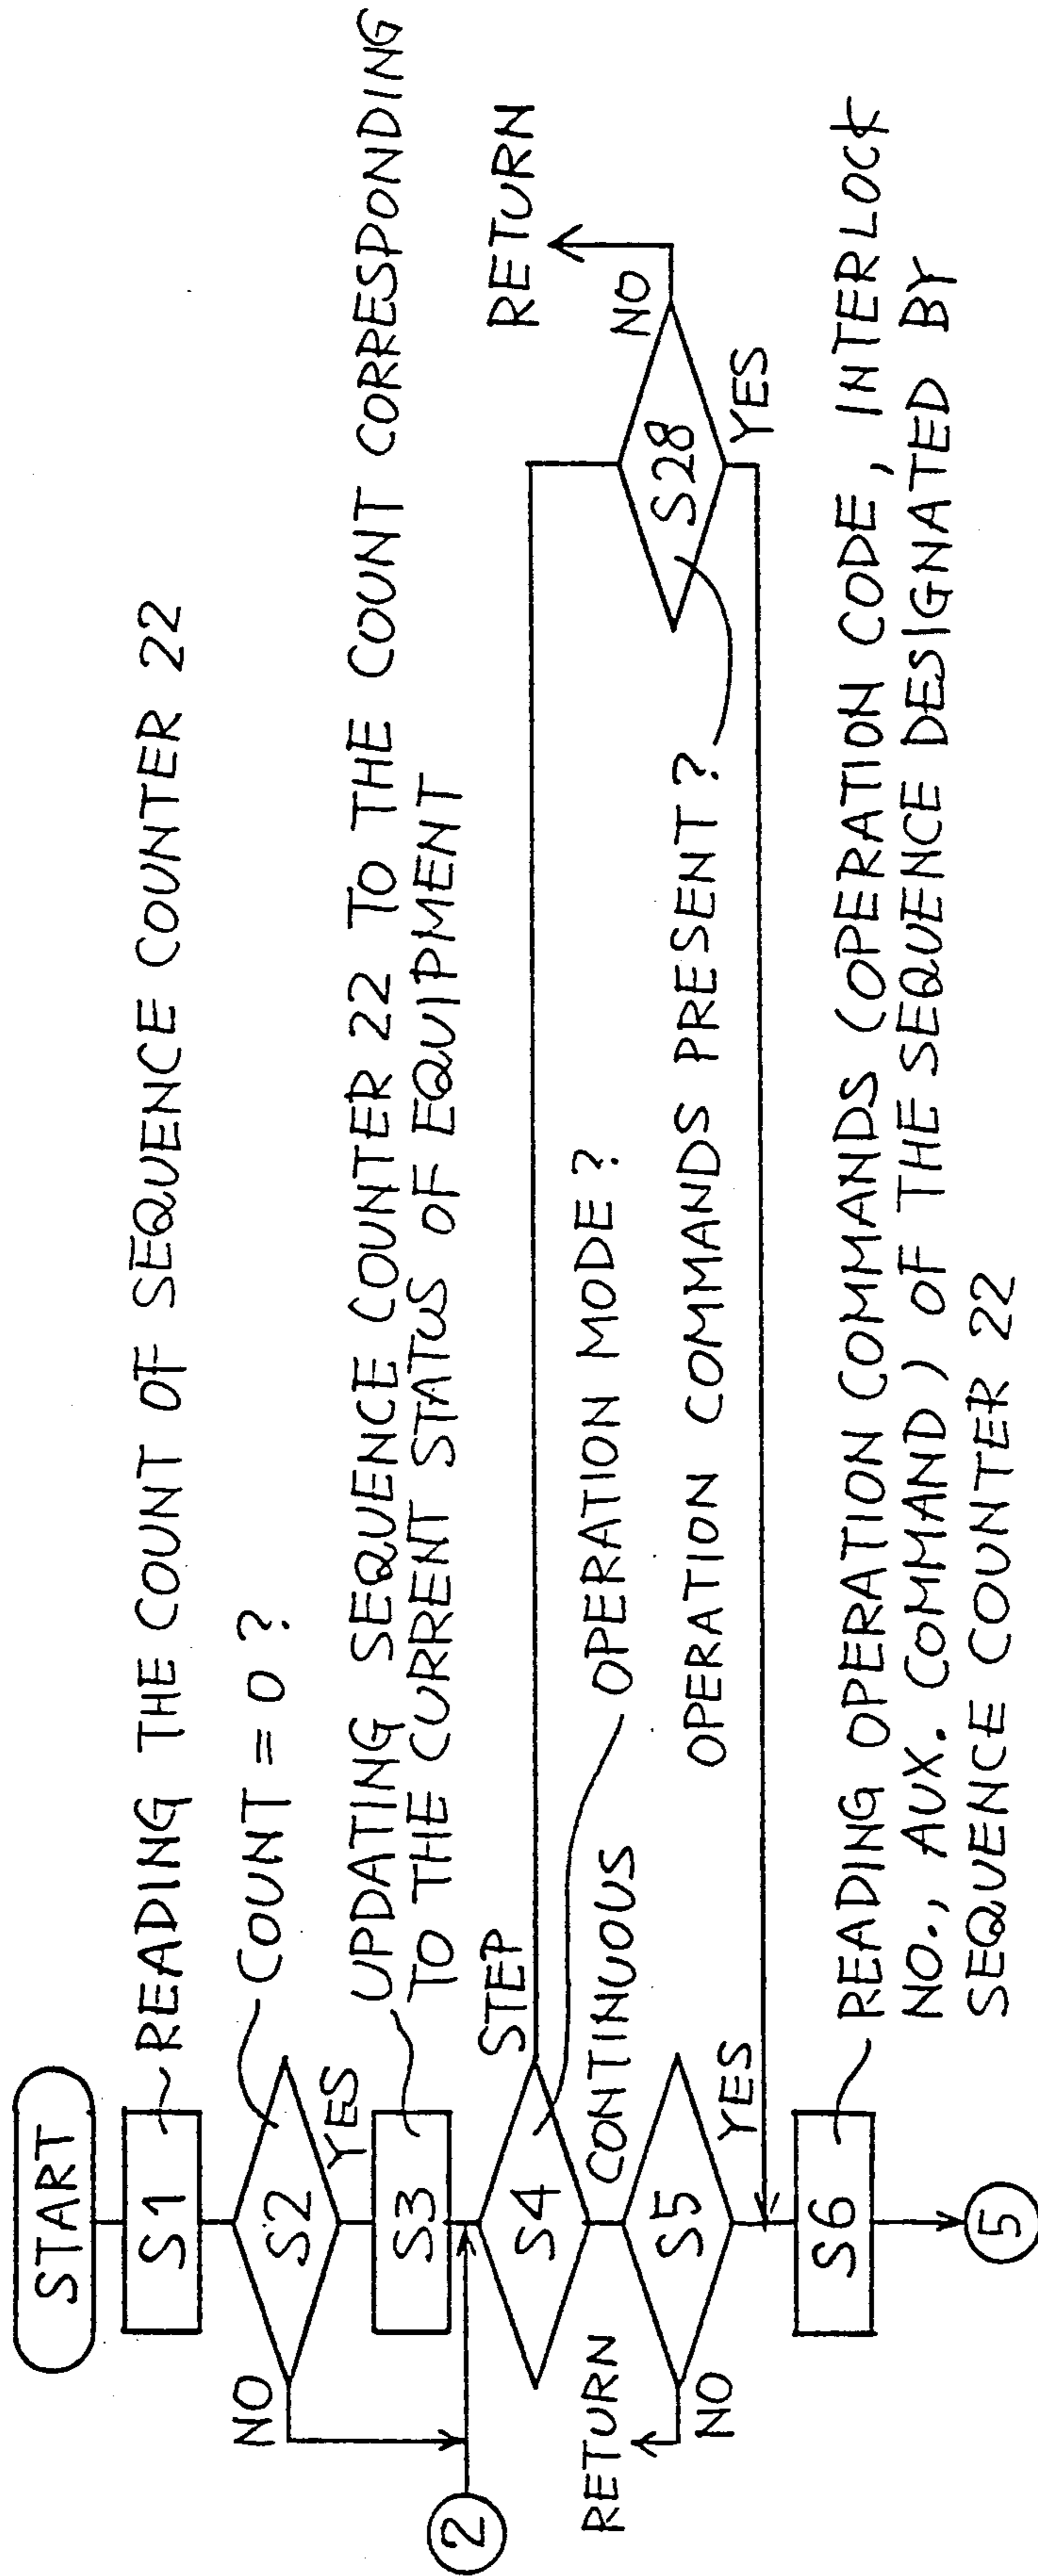 START
S1
READING THE COUNT OF SEQUENCE COUNTER 22
S2
COUNT = 0 ?
NO
YES
S3
UPDATING SEQUENCE COUNTER 22 TO THE COUNT CORRESPONDING
TO THE CURRENT STATUS OF EQUIPMENT
2
STEP
RETURN
S4
OPERATION MODE ?
CONTINUOUS
NO
S28
RETURN
S5
OPERATION COMMANDS PRESENT ?
YES
NO
YES
S6
READING OPERATION COMMANDS (OPERATION CODE, INTERLOCK
NO., AUX. COMMAND) OF THE SEQUENCE DESIGNATED BY
SEQUENCE COUNTER 22
5